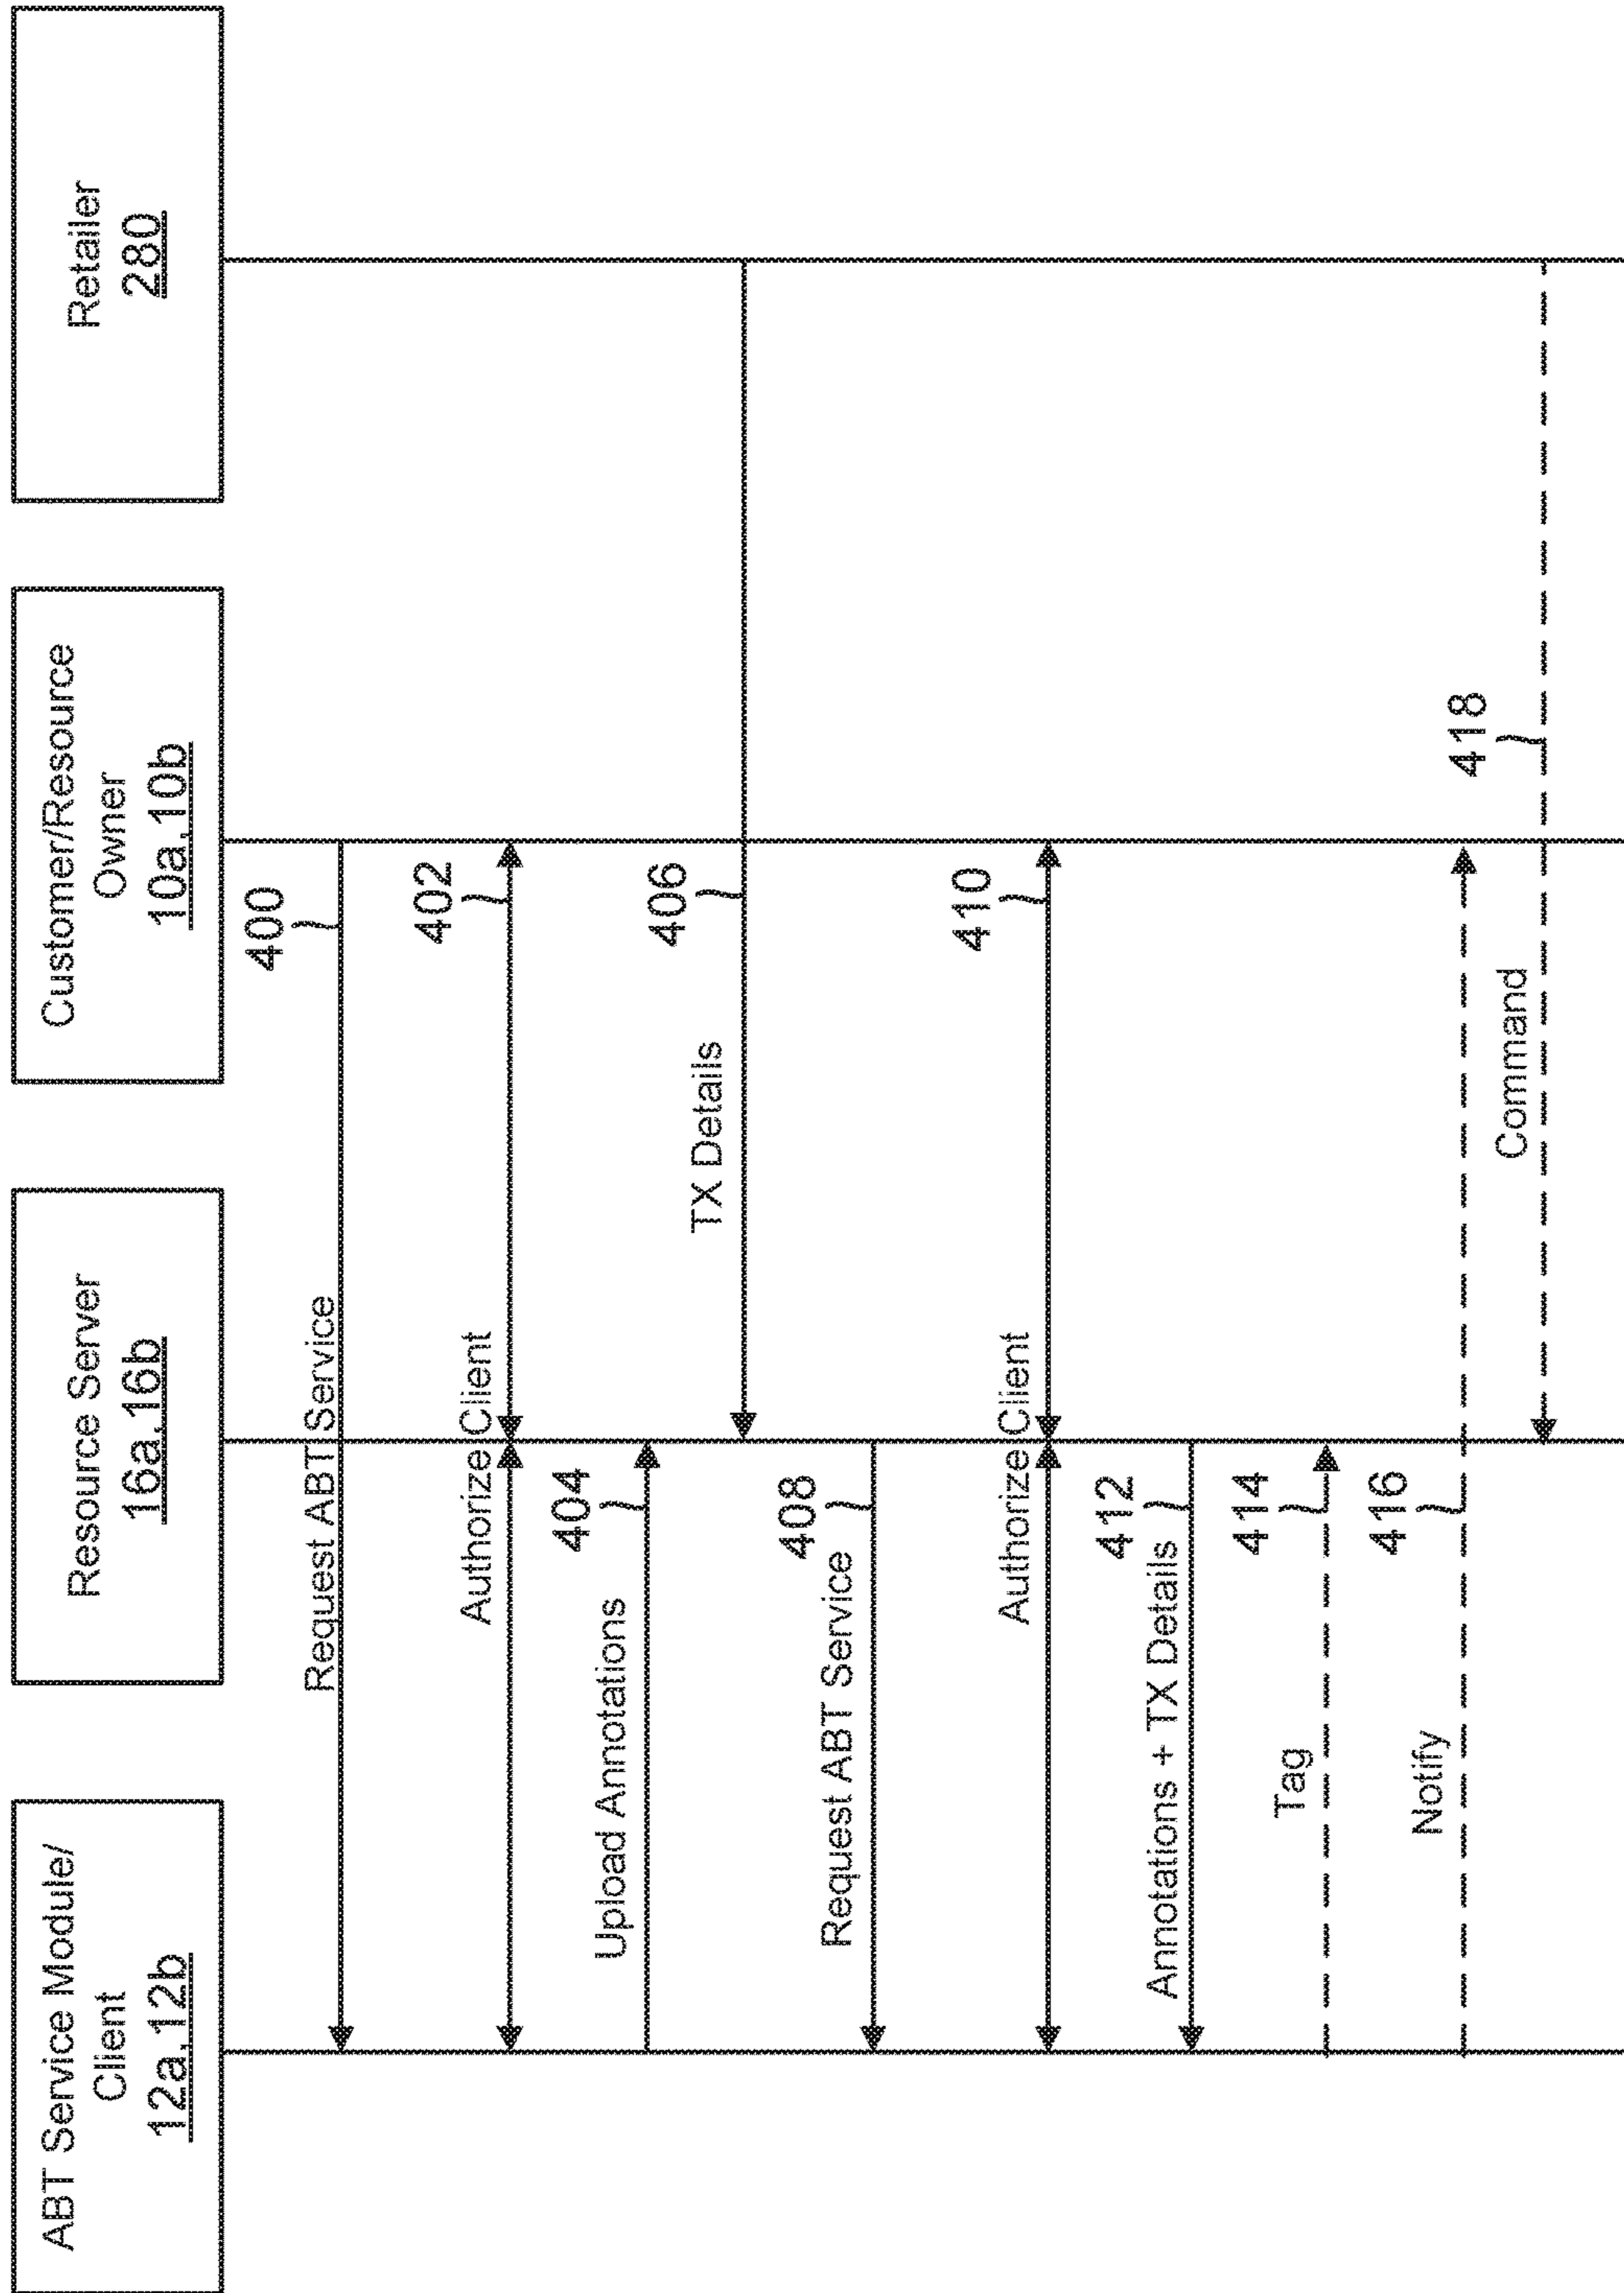 ABT Service Module/
Client
12a,12b
Resource Server
16a,16b
Customer/Resource
Owner
10a,10b
Retailer
280
400
Request ABT Service
402
Authorize Client
404
Upload Annotations
406
TX Details
408
Request ABT Service
410
Authorize Client
412
Annotations + TX Details
414
Tag
416
Notify
418
Command